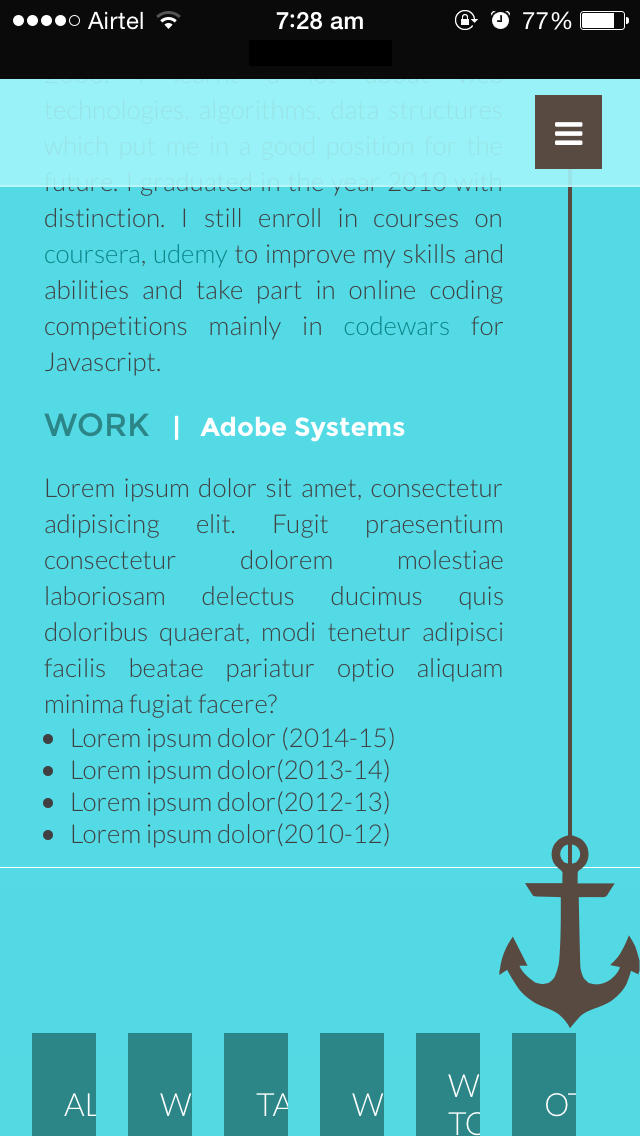 Airtel 7:28 am 77%
technologies, algorithms, data structures
which put me in a good position for the
future. I graduated in the year 2010 with
distinction. I still enroll in courses on
coursera, udemy to improve my skills and
abilities and take part in online coding
competitions mainly in codewars for
Javascript.
WORK | Adobe Systems
Lorem ipsum dolor sit amet, consectetur
adipisicing elit. Fugit praesentium
consectetur dolorem molestiae
laboriosam delectus ducimus quis
doloribus quaerat, modi tenetur adipisci
facilis beatae pariatur optio aliquam
minima fugiat facere?
Lorem ipsum dolor (2014-15)
Lorem ipsum dolor(2013-14)
Lorem ipsum dolor(2012-13)
Lorem ipsum dolor(2010-12)
W
AL W TA W TO OT